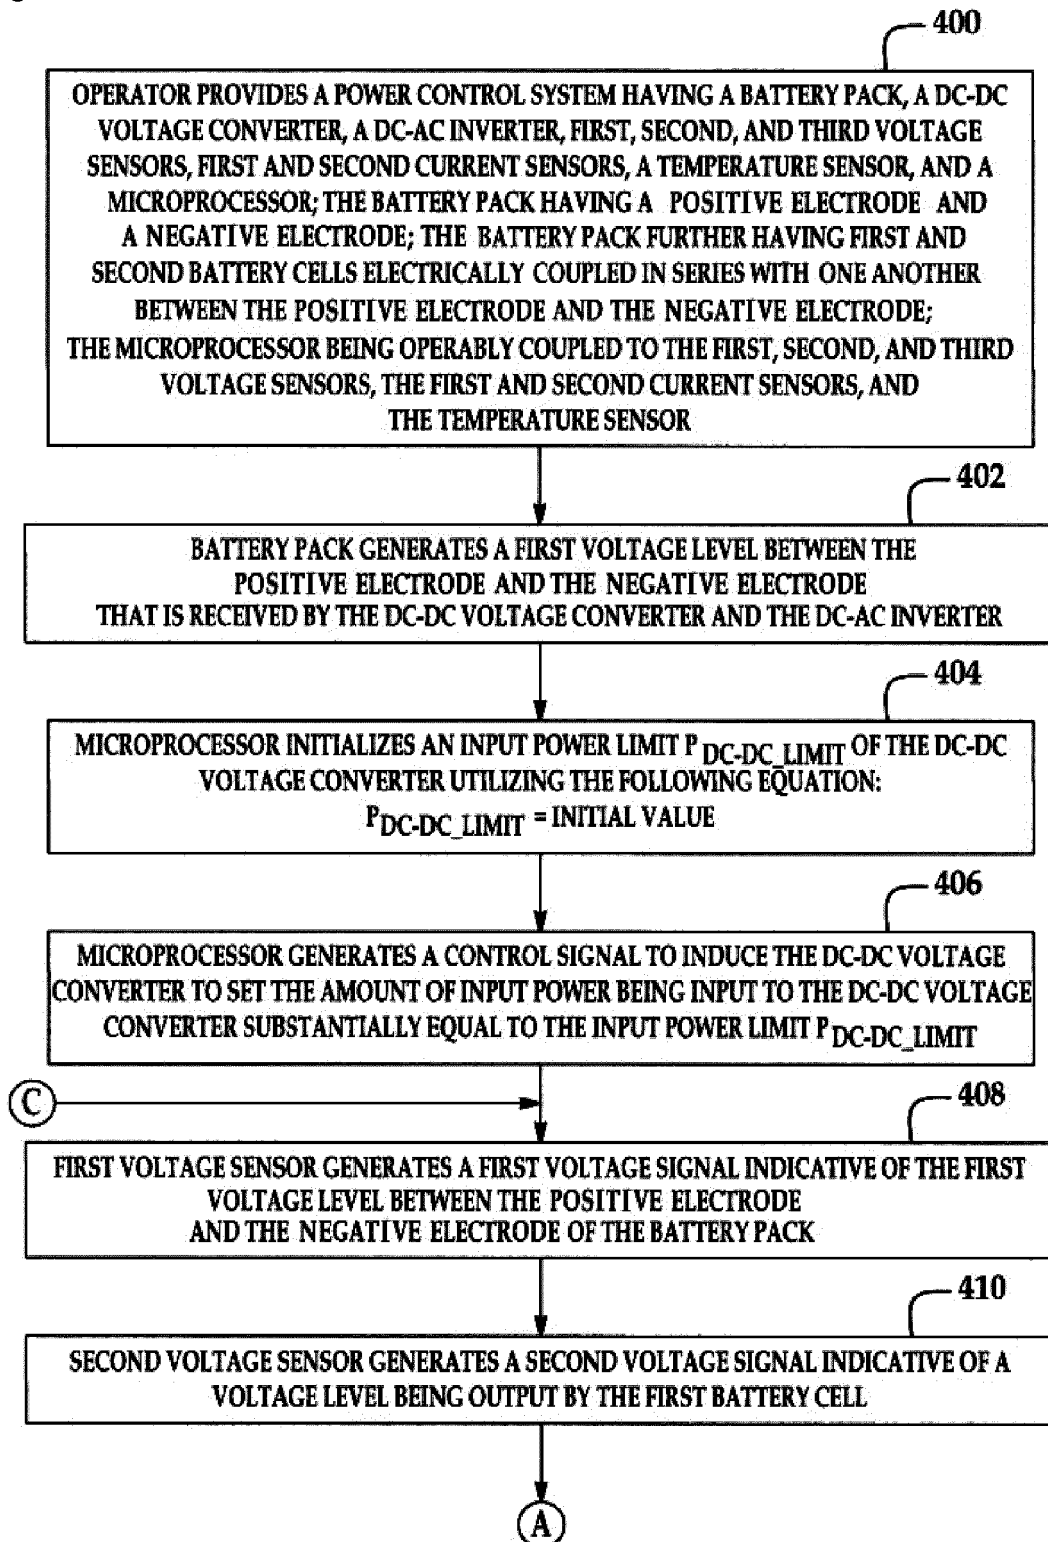 400
OPERATOR PROVIDES A POWER CONTROL SYSTEM HAVING A BATTERY PACK, A DC-DC
VOLTAGE CONVERTER, A DC-AC INVERTER, FIRST, SECOND, AND THIRD VOLTAGE
SENSORS, FIRST AND SECOND CURRENT SENSORS, A TEMPERATURE SENSOR, AND A
MICROPROCESSOR; THE BATTERY PACK HAVING A POSITIVE ELECTRODE AND
A NEGATIVE ELECTRODE; THE BATTERY PACK FURTHER HAVING FIRST AND
SECOND BATTERY CELLS ELECTRICALLY COUPLED IN SERIES WITH ONE ANOTHER
BETWEEN THE POSITIVE ELECTRODE AND THE NEGATIVE ELECTRODE;
THE MICROPROCESSOR BEING OPERABLY COUPLED TO THE FIRST, SECOND, AND THIRD
VOLTAGE SENSORS, THE FIRST AND SECOND CURRENT SENSORS, AND
THE TEMPERATURE SENSOR
402
BATTERY PACK GENERATES A FIRST VOLTAGE LEVEL BETWEEN THE
POSITIVE ELECTRODE AND THE NEGATIVE ELECTRODE
THAT IS RECEIVED BY THE DC-DC VOLTAGE CONVERTER AND THE DC-AC INVERTER
404
MICROPROCESSOR INITIALIZES AN INPUT POWER LIMIT P DC-DC_LIMIT OF THE DC-DC
VOLTAGE CONVERTER UTILIZING THE FOLLOWING EQUATION:
P DC-DC_LIMIT = INITIAL VALUE
406
MICROPROCESSOR GENERATES A CONTROL SIGNAL TO INDUCE THE DC-DC VOLTAGE
CONVERTER TO SET THE AMOUNT OF INPUT POWER BEING INPUT TO THE DC-DC VOLTAGE
CONVERTER SUBSTANTIALLY EQUAL TO THE INPUT POWER LIMIT P DC-DC_LIMIT
C
408
FIRST VOLTAGE SENSOR GENERATES A FIRST VOLTAGE SIGNAL INDICATIVE OF THE FIRST
VOLTAGE LEVEL BETWEEN THE POSITIVE ELECTRODE
AND THE NEGATIVE ELECTRODE OF THE BATTERY PACK
410
SECOND VOLTAGE SENSOR GENERATES A SECOND VOLTAGE SIGNAL INDICATIVE OF A
VOLTAGE LEVEL BEING OUTPUT BY THE FIRST BATTERY CELL
A